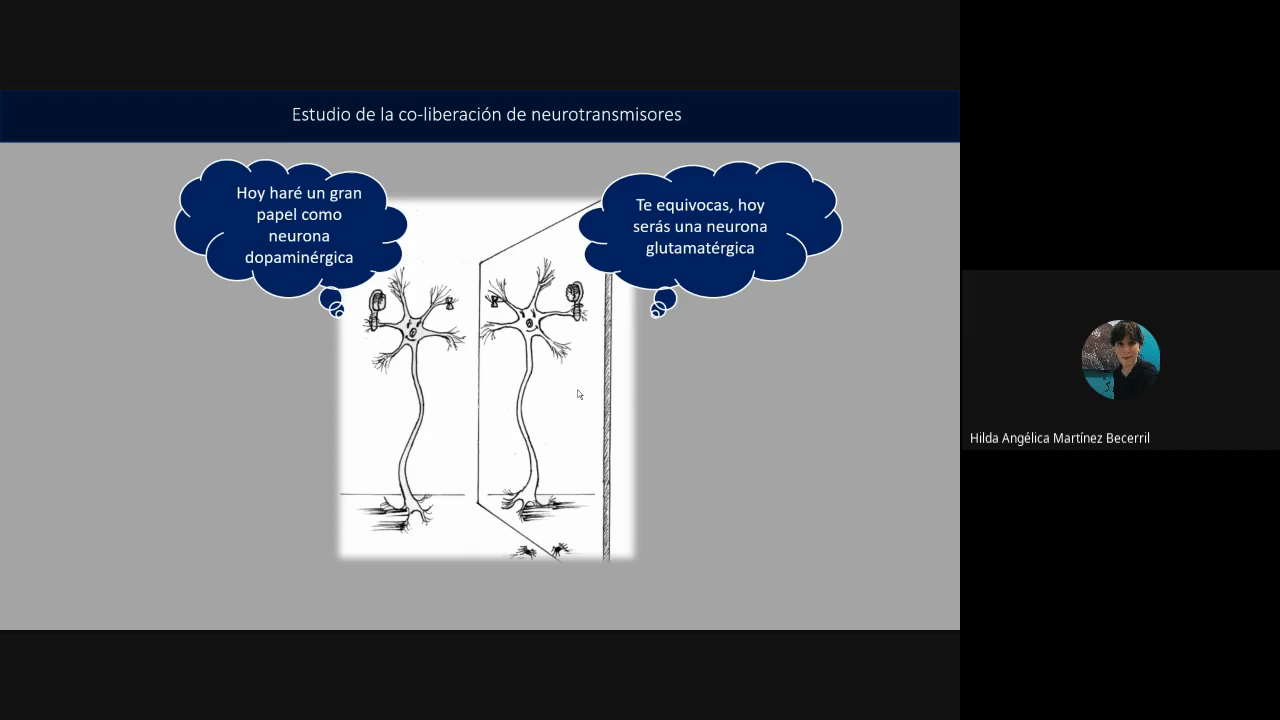 Estudio de la co-liberación de neurotransmisores
Hoy haré un gran
papel como
neurona
dopaminérgica
Te equivocas, hoy
serás una neurona
glutamatérgica
Hilda Angélica Martínez Becerril